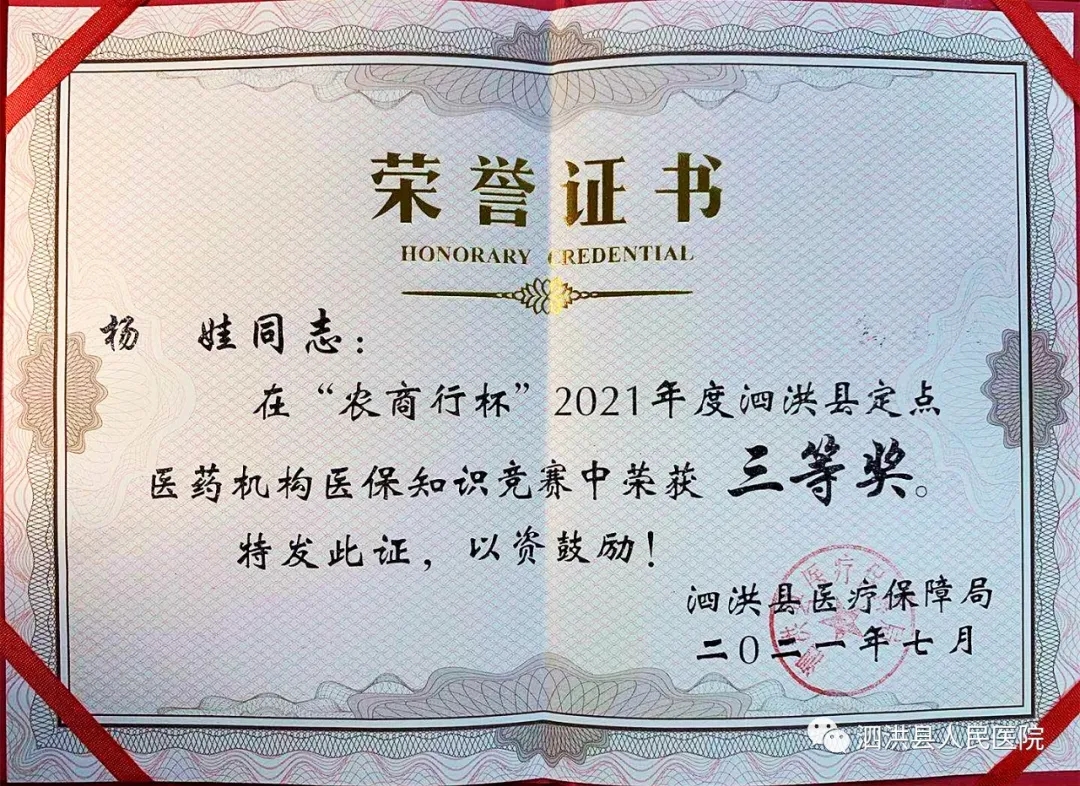 荣誉证书
HONORARY CREDENTIAL
杨 娃同志：
在“农商行杯”2021年度泗洪县定点
医药机构医保知识竞赛中荣获 三等奖。
特发此证，以资鼓励！
泗洪县医疗保障局
二〇二一年七月
泗洪县人民医院